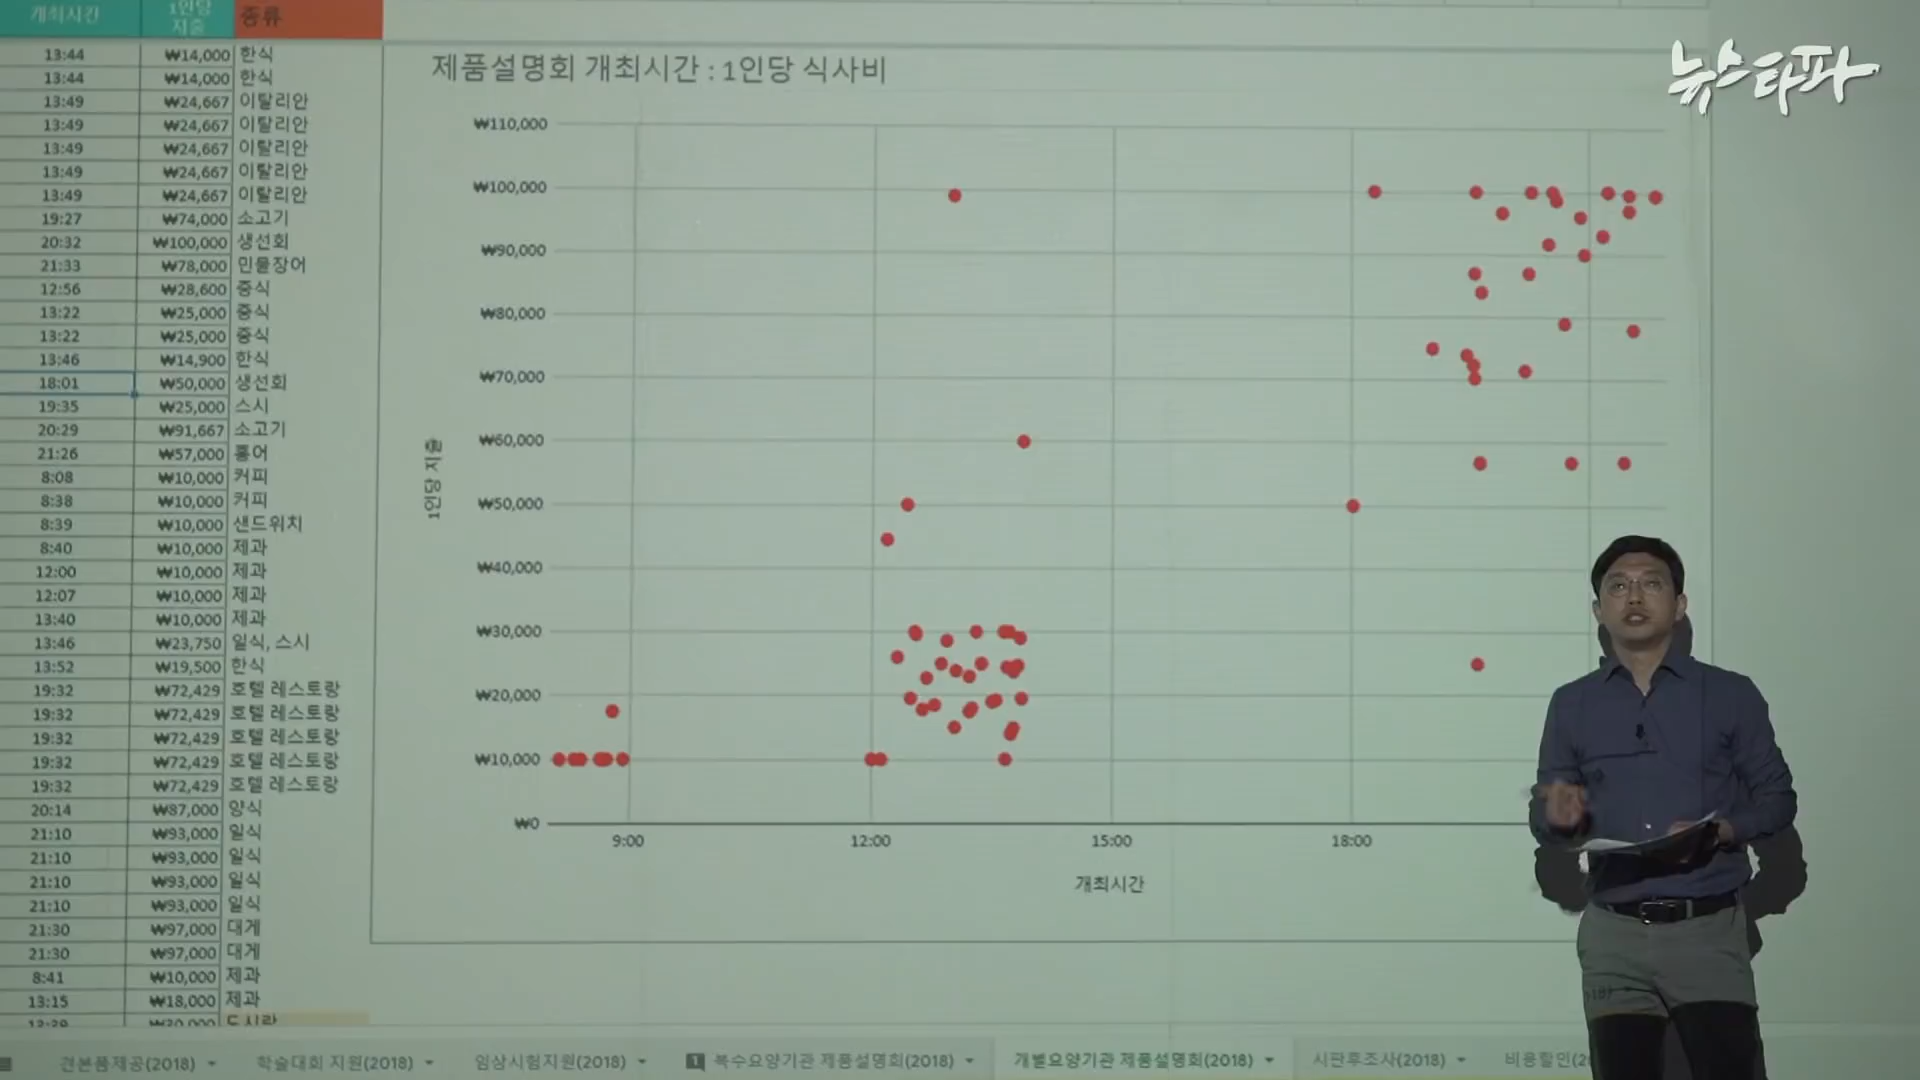 뉴스타파
개최시간 1인당 지출 종류
13:44 ₩14,000 한식
13:44 ₩14,000 한식
13:49 ₩24,667 이탈리안
13:49 ₩24,667 이탈리안
13:49 ₩24,667 이탈리안
13:49 ₩24,667 이탈리안
13:49 ₩24,667 이탈리안
19:27 ₩74,000 소고기
20:32 ₩100,000 생선회
21:33 ₩78,000 민물장어
12:56 ₩28,600 중식
13:22 ₩25,000 중식
13:22 ₩25,000 중식
13:46 ₩14,900 한식
18:01 ₩50,000 생선회
19:35 ₩25,000 스시
20:29 ₩91,667 소고기
21:26 ₩57,000 홍어
8:08 ₩10,000 커피
8:38 ₩10,000 커피
8:39 ₩10,000 샌드위치
8:40 ₩10,000 제과
12:00 ₩10,000 제과
12:07 ₩10,000 제과
13:40 ₩10,000 제과
13:46 ₩23,750 일식, 스시
13:52 ₩19,500 한식
19:32 ₩72,429 호텔 레스토랑
19:32 ₩72,429 호텔 레스토랑
19:32 ₩72,429 호텔 레스토랑
19:32 ₩72,429 호텔 레스토랑
19:32 ₩72,429 호텔 레스토랑
20:14 ₩87,000 양식
21:10 ₩93,000 일식
21:10 ₩93,000 일식
21:10 ₩93,000 일식
21:10 ₩93,000 일식
21:30 ₩97,000 대게
21:30 ₩97,000 대게
8:41 ₩10,000 제과
13:15 ₩18,000 제과
제품설명회 개최시간 : 1인당 식사비
₩110,000
₩100,000
₩90,000
₩80,000
₩70,000
₩60,000
₩50,000
₩40,000
₩30,000
₩20,000
₩10,000
₩0
1인당 지출
9:00 12:00 15:00 18:00
개최시간
견본품제공(2018) 학술대회 지원(2018) 임상시험지원(2018) 1 복수요양기관 제품설명회(2018) 개별요양기관 제품설명회(2018) 시판후조사(2018) 비용할인